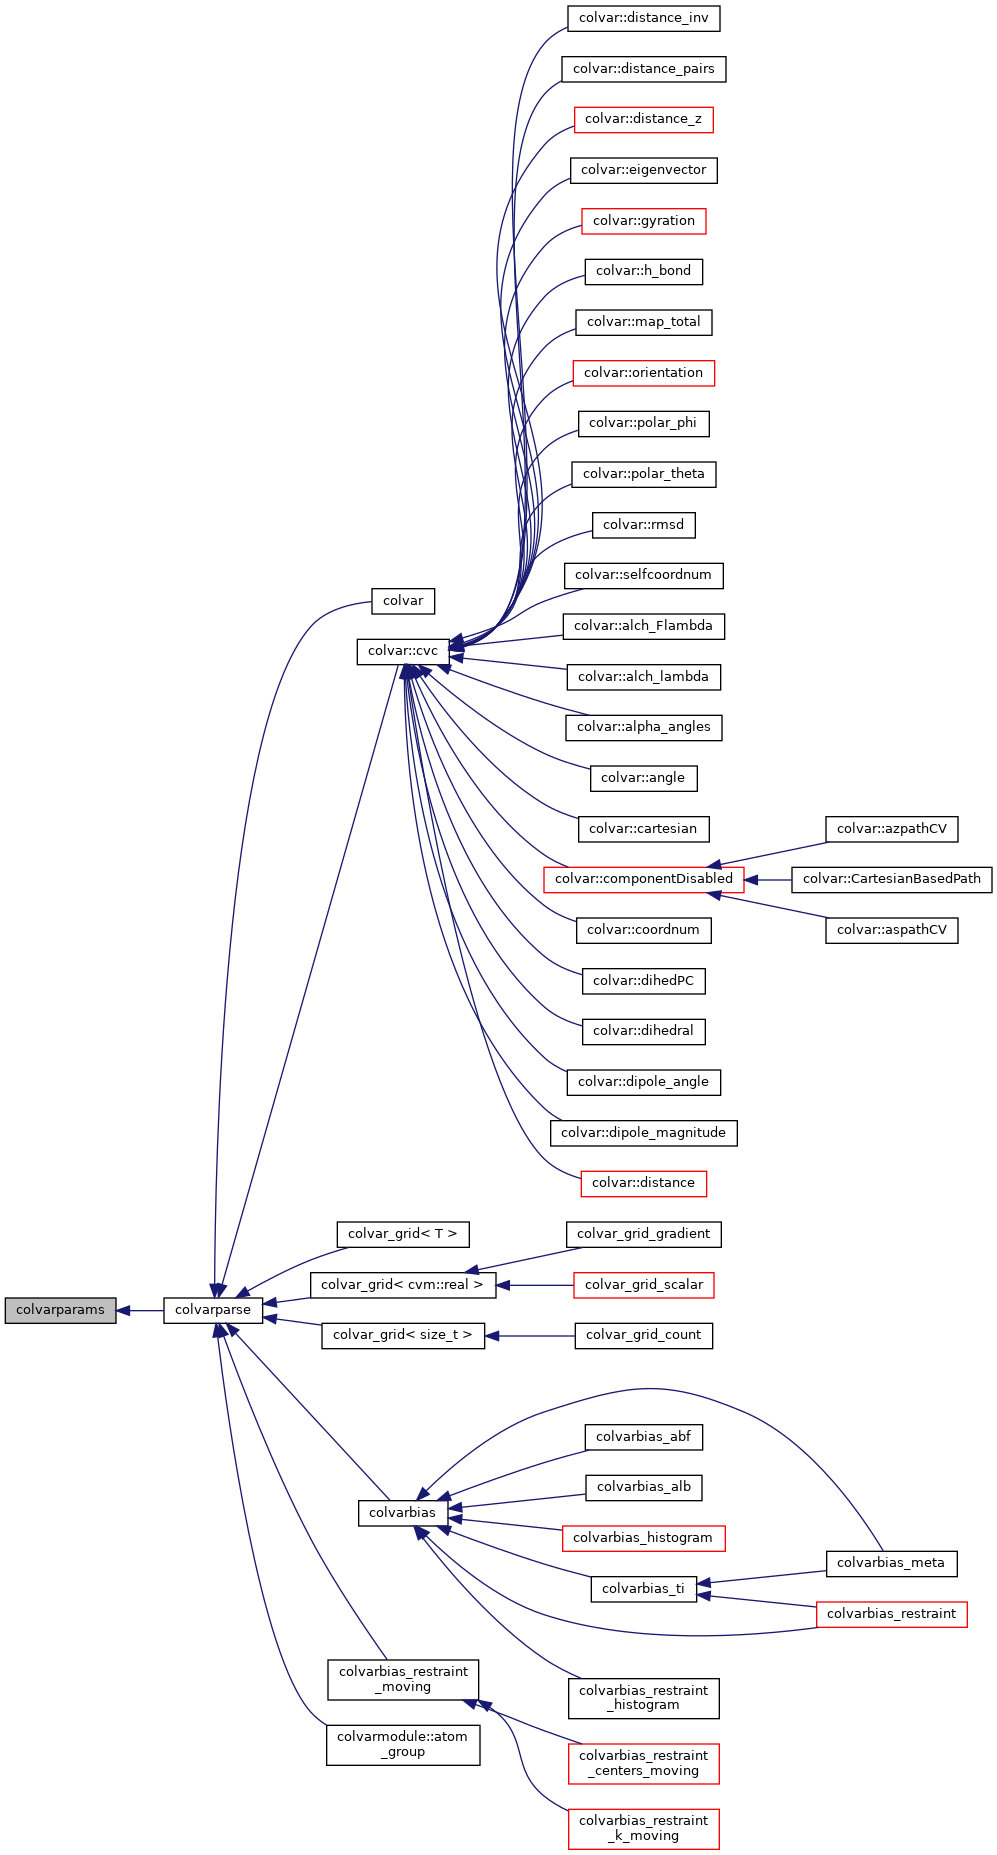 colvar::distance_inv
colvar::distance_pairs
colvar::distance_z
colvar::eigenvector
colvar::gyration
colvar::h_bond
colvar::map_total
colvar::orientation
colvar::polar_phi
colvar::polar_theta
colvar::rmsd
colvar::selfcoordnum
colvar
colvar::alch_Flambda
colvar::cvc
colvar::alch_lambda
colvar::alpha_angles
colvar::angle
colvar::cartesian
colvar::azpathCV
colvar::componentDisabled
colvar::CartesianBasedPath
colvar::coordnum
colvar::aspathCV
colvar::dihedPC
colvar::dihedral
colvar::dipole_angle
colvar::dipole_magnitude
colvar::distance
colvar_grid< T >
colvar_grid_gradient
colvar_grid< cvm::real >
colvar_grid_scalar
colvarparams
colvarparse
colvar_grid< size_t >
colvar_grid_count
colvarbias_abf
colvarbias_alb
colvarbias
colvarbias_histogram
colvarbias_meta
colvarbias_ti
colvarbias_restraint
colvarbias_restraint
_moving
colvarbias_restraint
_histogram
colvarmodule::atom
_group
colvarbias_restraint
_centers_moving
colvarbias_restraint
_k_moving